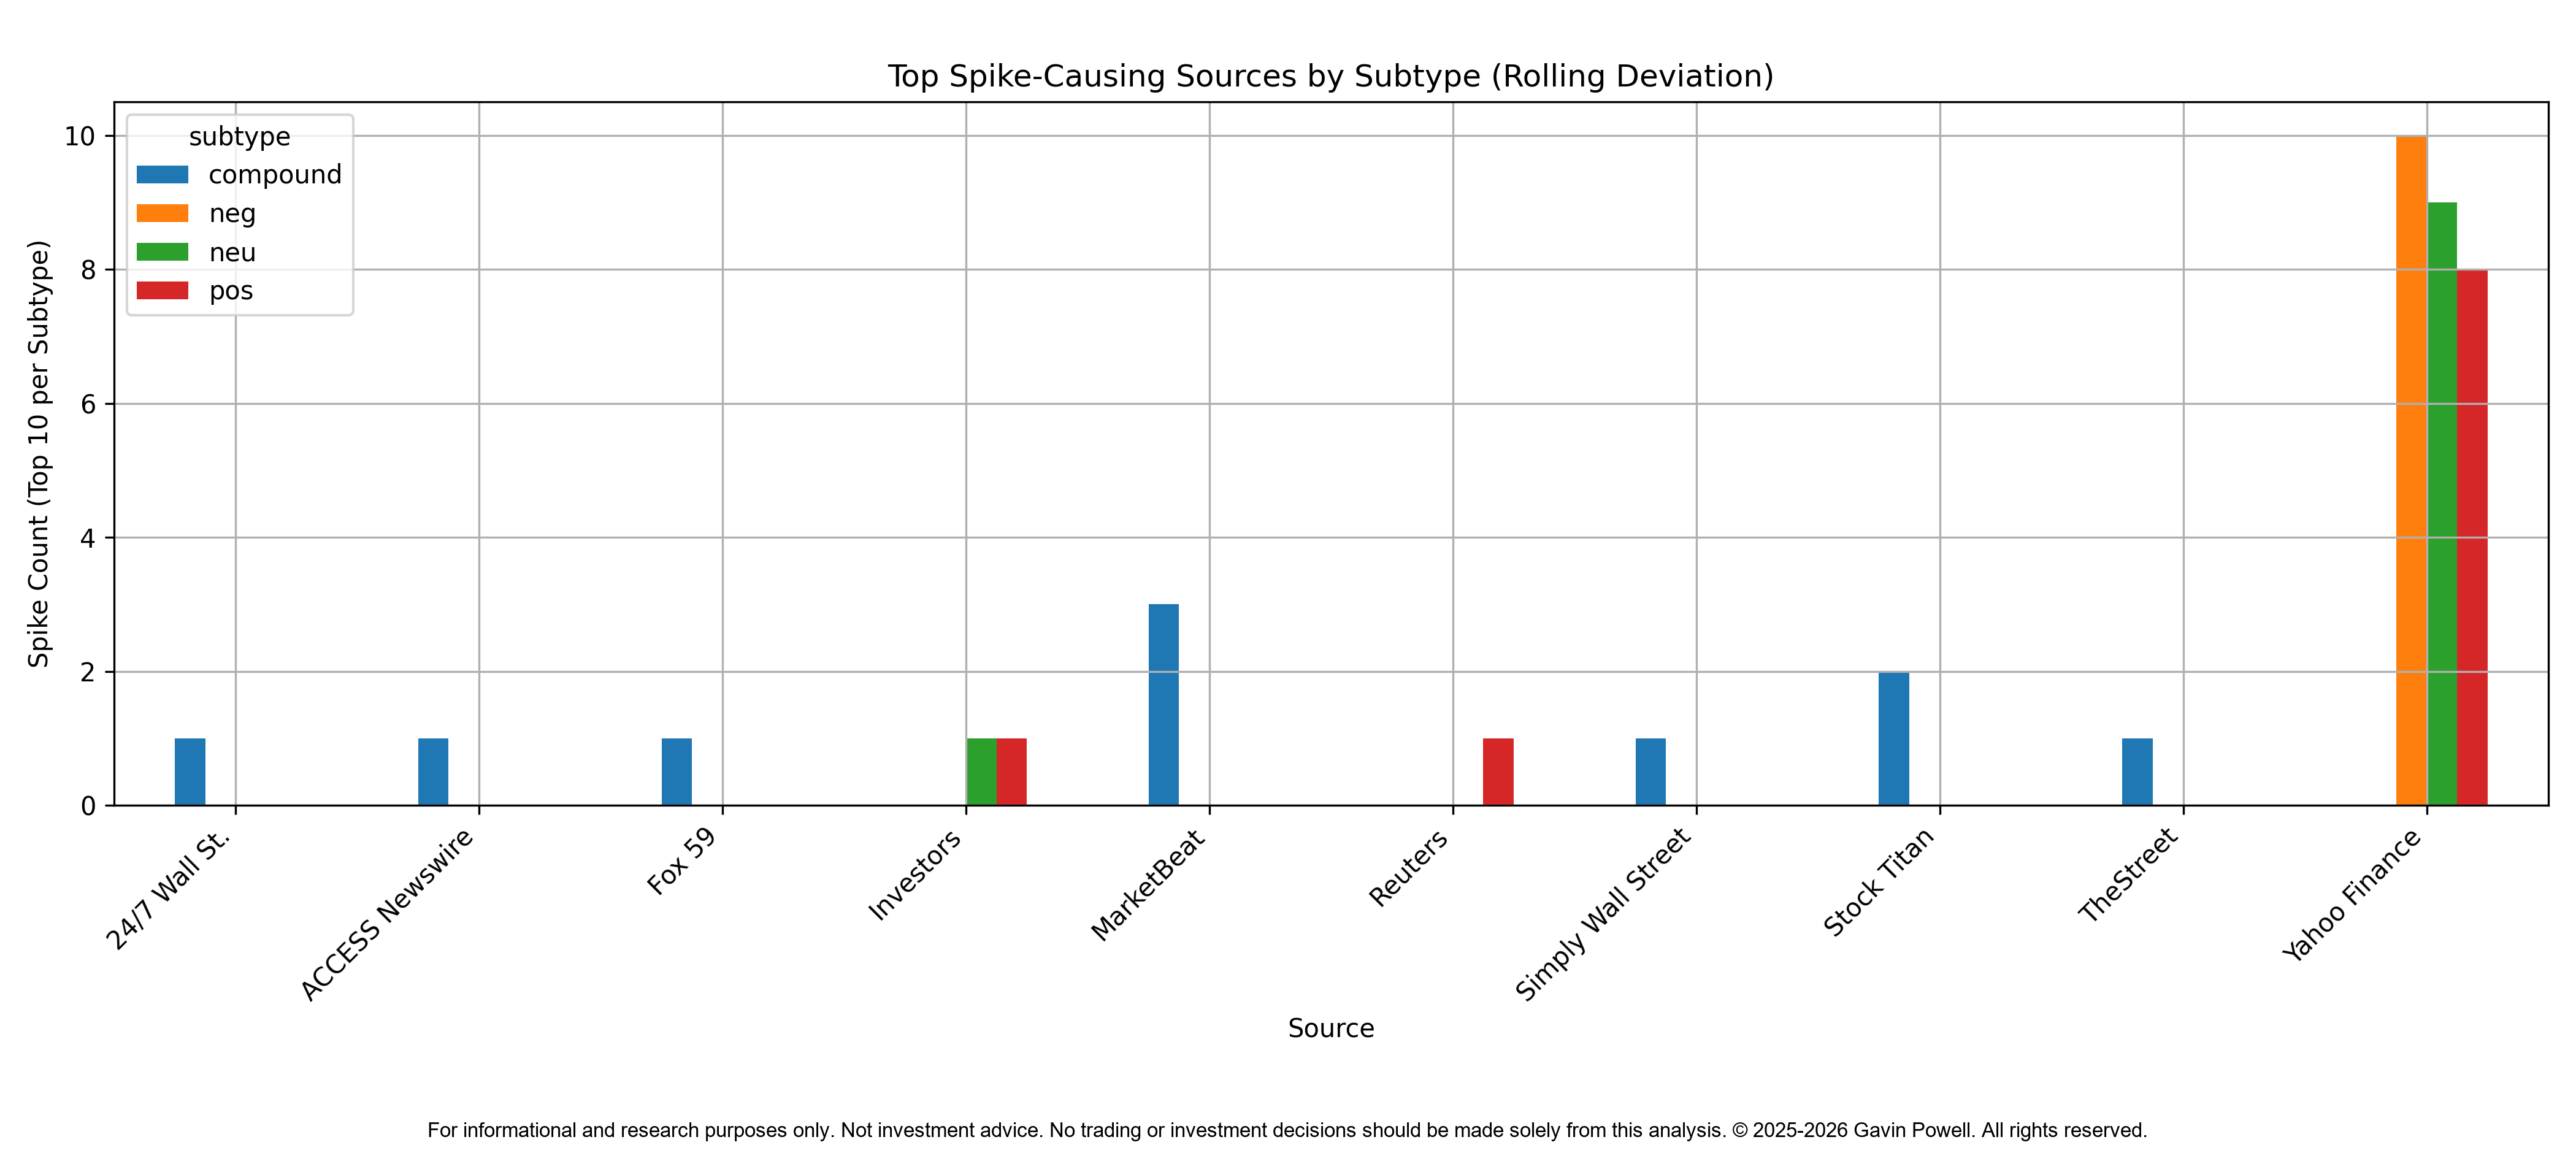 Top Spike-Causing Sources by Subtype (Rolling Deviation)
subtype
compound
neg
neu
pos
Spike Count (Top 10 per Subtype)
10
8
6
4
2
0
24/7 Wall St.
ACCESS Newswire
Fox 59
Investors
MarketBeat
Reuters
Simply Wall Street
Stock Titan
TheStreet
Yahoo Finance
Source
For informational and research purposes only. Not investment advice. No trading or investment decisions should be made solely from this analysis. © 2025-2026 Gavin Powell. All rights reserved.